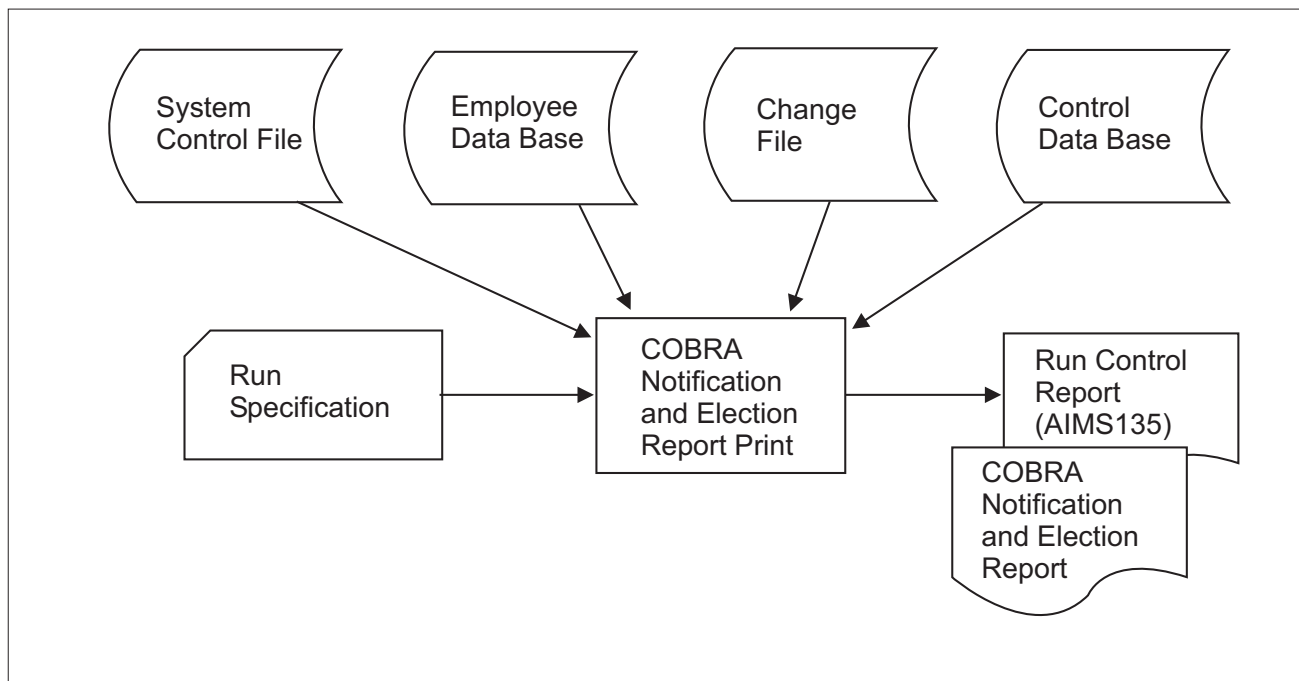 System
Control File
Employee
Data Base
Change
File
Control
Data Base
Run
Specification
COBRA
Notification
and Election
Report Print
Run Control
Report
(AIMS135)
COBRA
Notification
and Election
Report